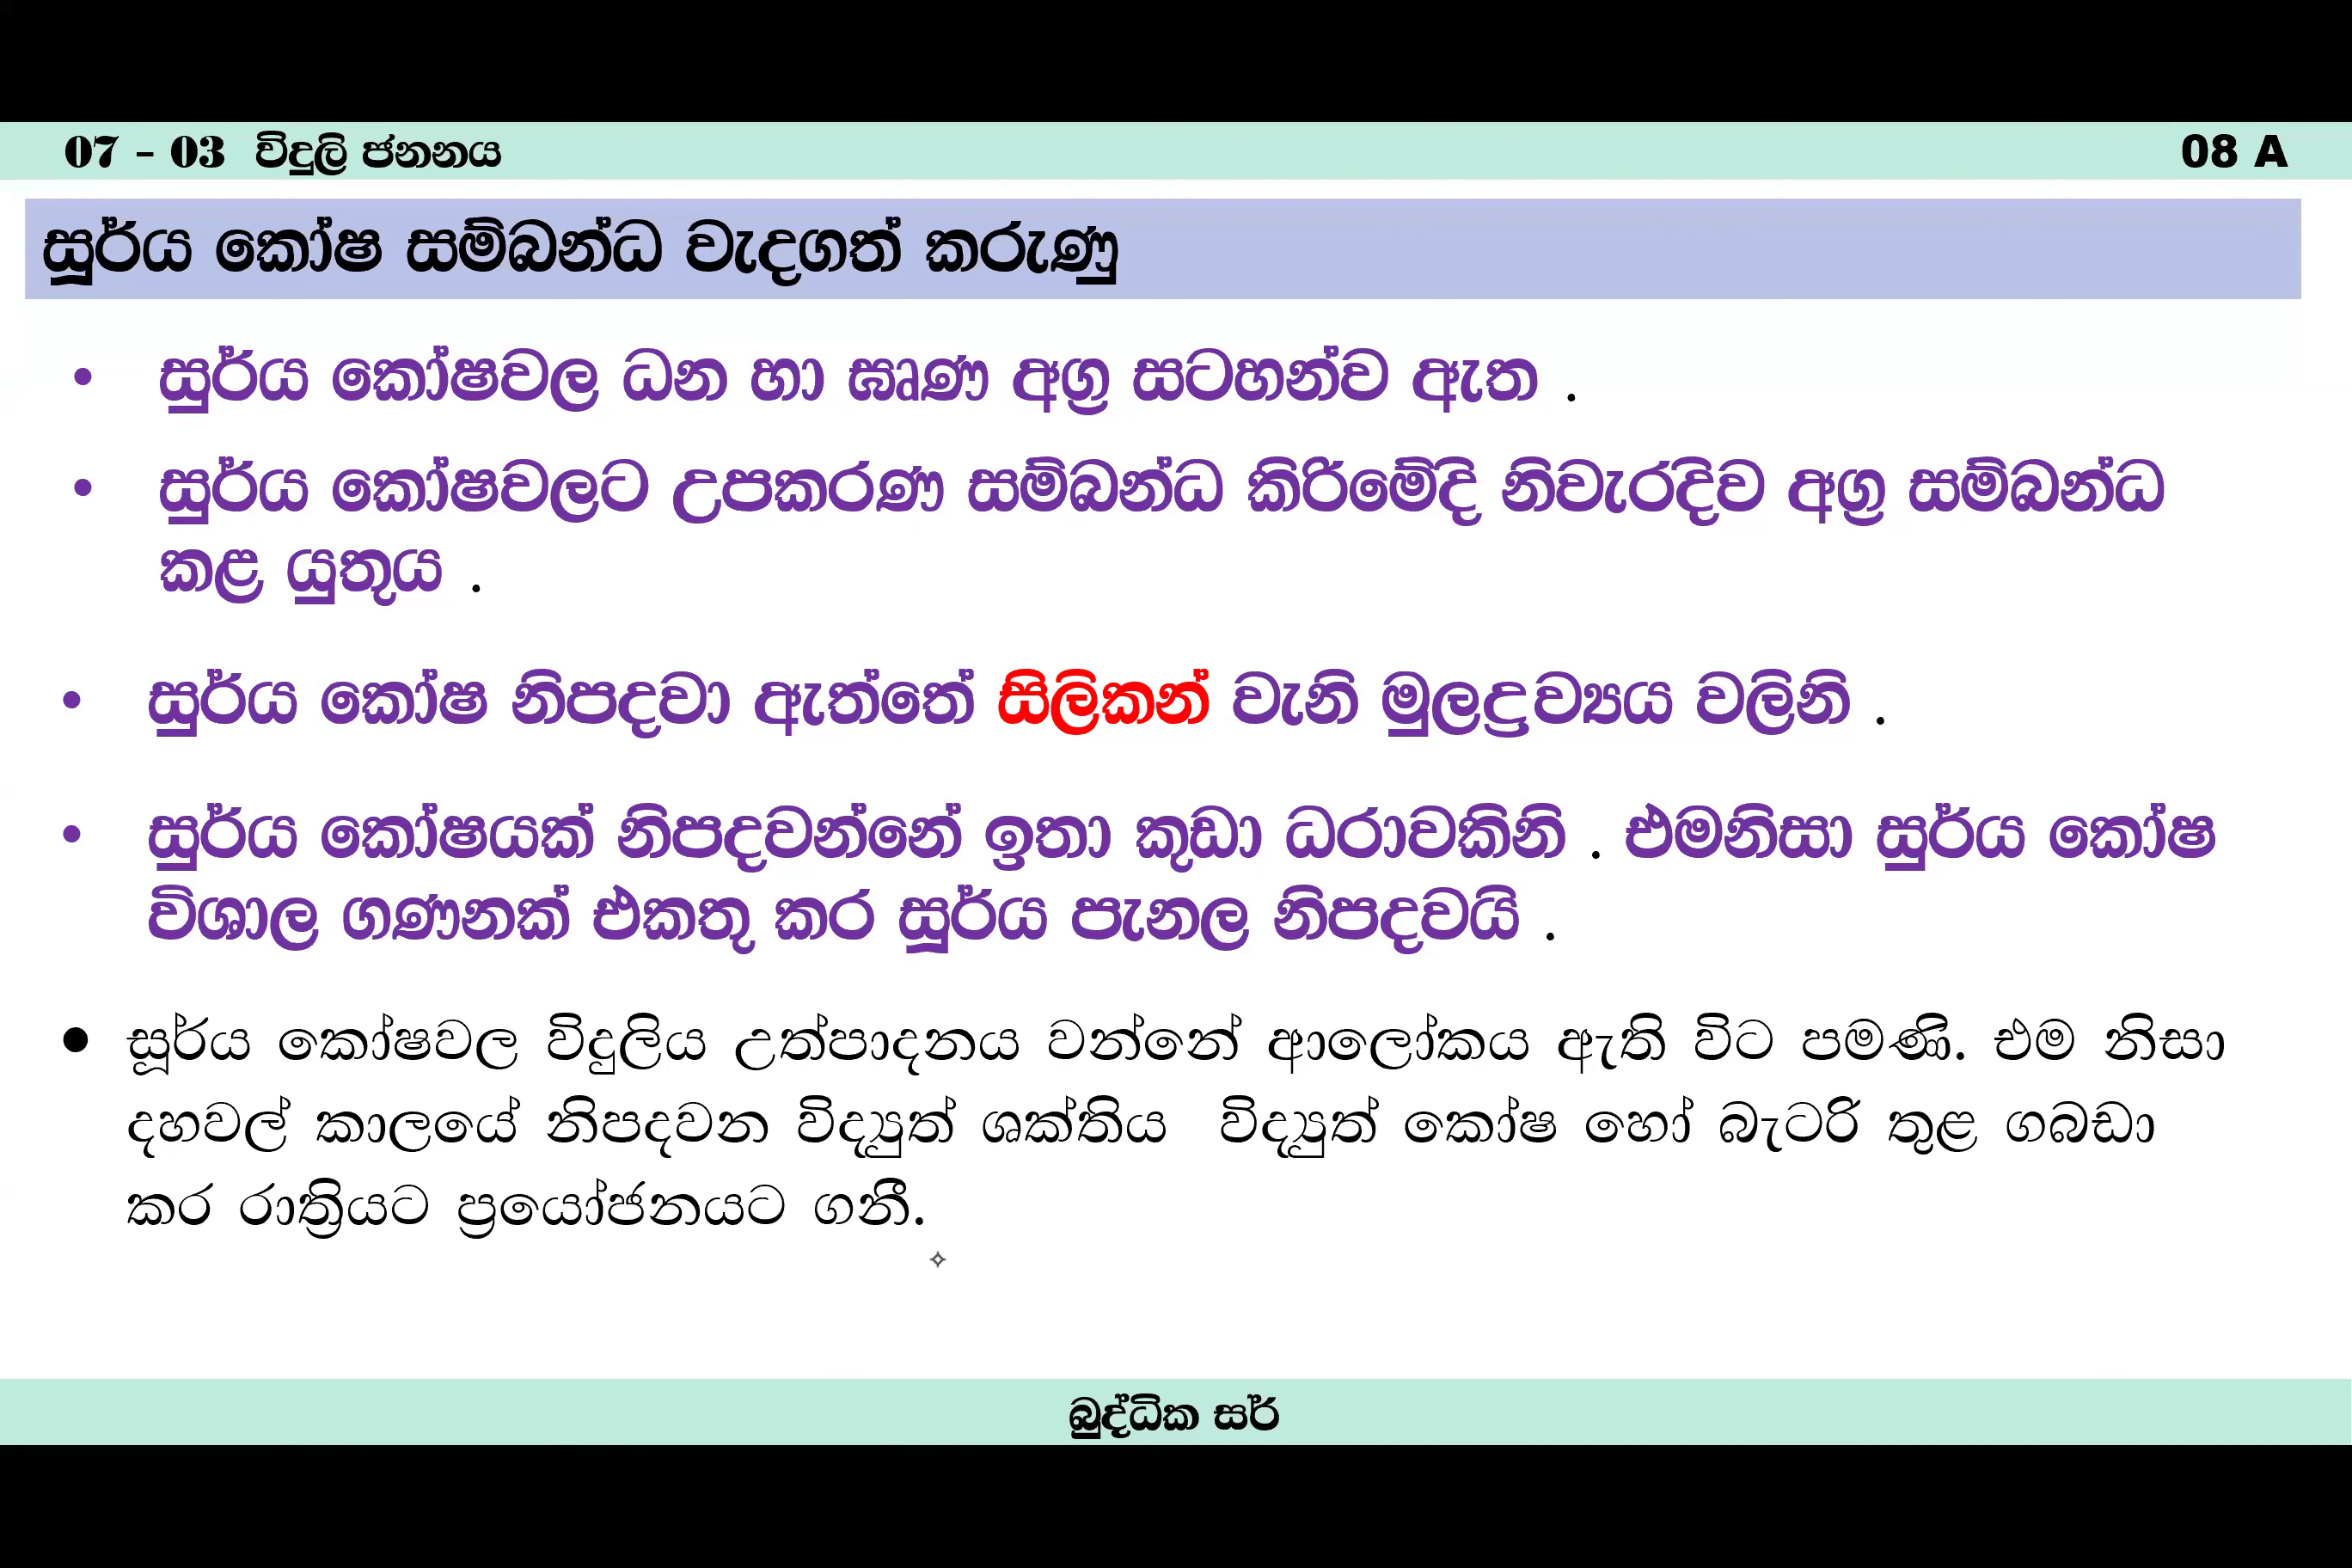 07 - 03 විදුලි ජනනය
08 A
සූර්ය කෝෂ සම්බන්ධ වැදගත් කරුණු
• සුර්ය කෝෂවල ධන හා ඍණ අග්‍ර සටහන්ව ඇත .
• සුර්ය කෝෂවලට උපකරණ සම්බන්ධ කිරිමේදි නිවැරදිව අග්‍ර සම්බන්ධ
කළ යුතුය .
• සුර්ය කෝෂ නිපදවා ඇත්තේ සිලිකන් වැනි මුලද්‍රව්‍යය වලිනි .
• සුර්ය කෝෂයක් නිපදවන්නේ ඉතා කුඩා ධරාවකිනි . එමනිසා සුර්ය කෝෂ
විශාල ගණනක් එකතු කර සූර්ය පැනල නිපදවයි .
• සූර්ය කෝෂවල විදුලිය උත්පාදනය වන්නේ ආලෝකය ඇති විට පමණි. එම නිසා
දහවල් කාලයේ නිපදවන විද්‍යුත් ශක්තිය විද්‍යුත් කෝෂ හෝ බැටරි තුළ ගබඩා
කර රාත්‍රියට ප්‍රයෝජනයට ගනී.
බුද්ධික සර්